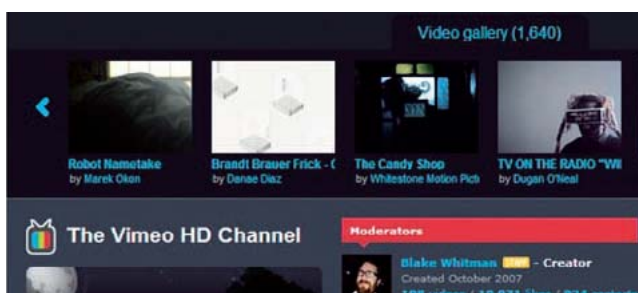 Video gallery (1,640)
Robot Nametake
by Marek Okon
Brandt Brauer Frick - C
by Danae Diaz
The Candy Shop
by Whitestone Motion Pict
TV ON THE RADIO "WI
by Dugan O'Neal
The Vimeo HD Channel
Moderators
Blake Whitman STAFF - Creator
Created October 2007